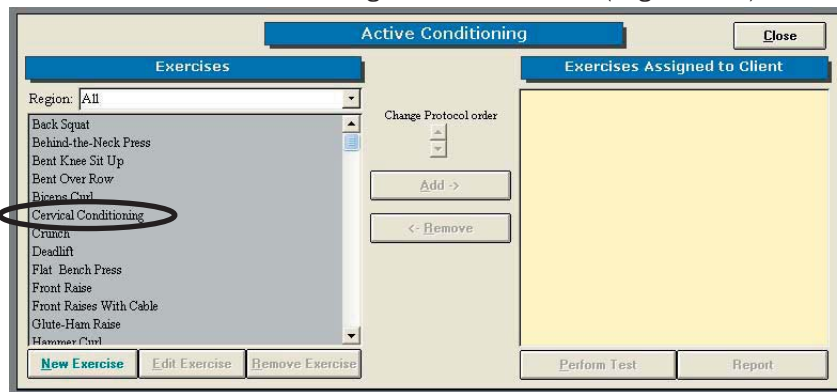 Active Conditioning
Close
Exercises
Region: All
Back Squat
Behind-the-Neck Press
Bent Knee Sit Up
Bent Over Row
Biceps Curl
Cervical Conditioning
Crunch
Deadlift
Flat Bench Press
Front Raise
Front Raises With Cable
Glute-Ham Raise
Hammer Curl
New Exercise
Edit Exercise
Remove Exercise
Change Protocol order
Add ->
<- Remove
Exercises Assigned to Client
Perform Test
Report